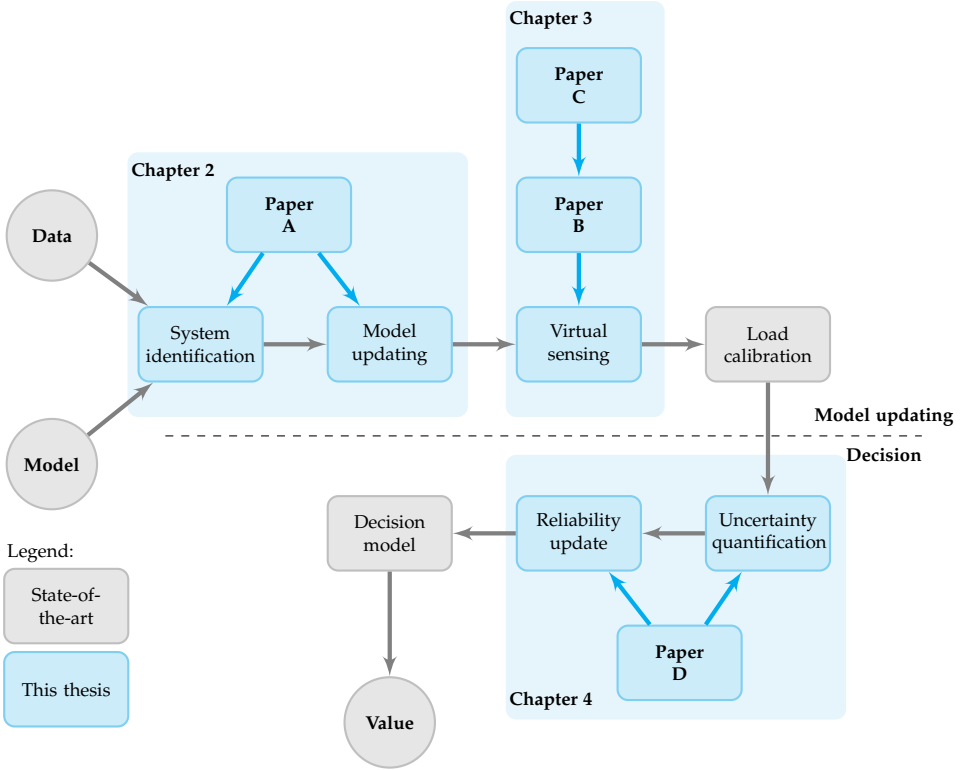 Chapter 3
Paper
C
Chapter 2
Paper
A
Paper
B
Data
System
identification
Model
updating
Virtual
sensing
Load
calibration
Model updating
Decision
Model
Decision
model
Reliability
update
Uncertainty
quantification
Legend:
State-of-
the-art
This thesis
Paper
D
Chapter 4
Value